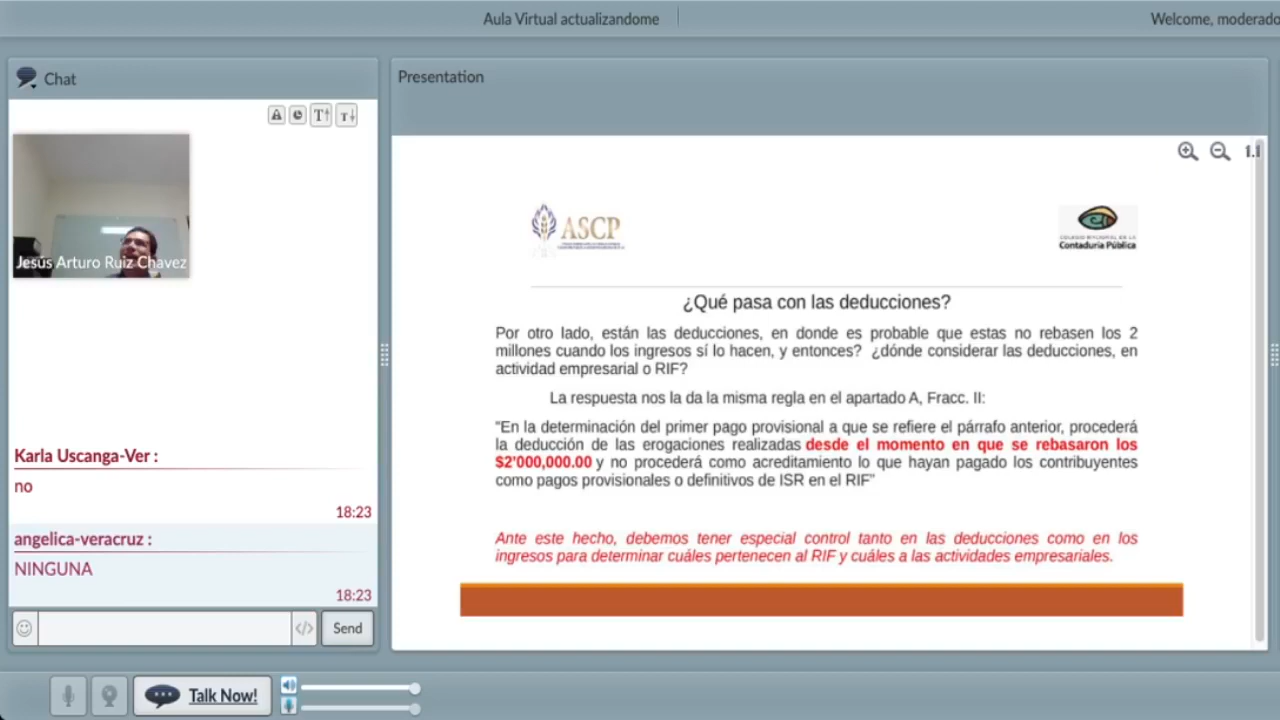 Aula Virtual actualizandome
Welcome, moderado
Chat
Presentation
Jesús Arturo Ruiz Chavez
ASCP
Contaduría Pública
¿Qué pasa con las deducciones?
Por otro lado, están las deducciones, en donde es probable que estas no rebasen los 2
millones cuando los ingresos sí lo hacen, y entonces? ¿dónde considerar las deducciones, en
actividad empresarial o RIF?
La respuesta nos la da la misma regla en el apartado A, Fracc. II:
"En la determinación del primer pago provisional a que se refiere el párrafo anterior, procederá
la deducción de las erogaciones realizadas desde el momento en que se rebasaron los
$2'000,000.00 y no procederá como acreditamiento lo que hayan pagado los contribuyentes
como pagos provisionales o definitivos de ISR en el RIF"
Ante este hecho, debemos tener especial control tanto en las deducciones como en los
ingresos para determinar cuáles pertenecen al RIF y cuáles a las actividades empresariales.
Karla Uscanga-Ver :
no
18:23
angelica-veracruz :
NINGUNA
18:23
Send
Talk Now!